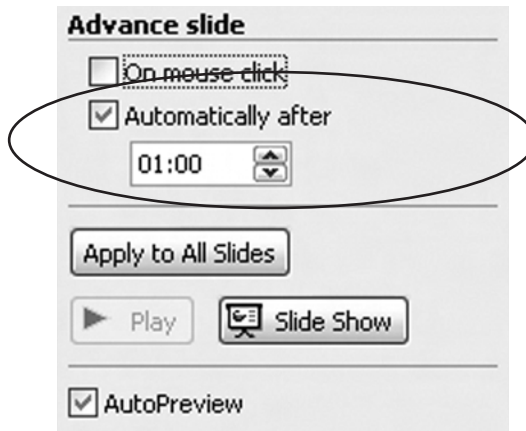 Advance slide
On mouse click
Automatically after
01:00
Apply to All Slides
Play
Slide Show
AutoPreview